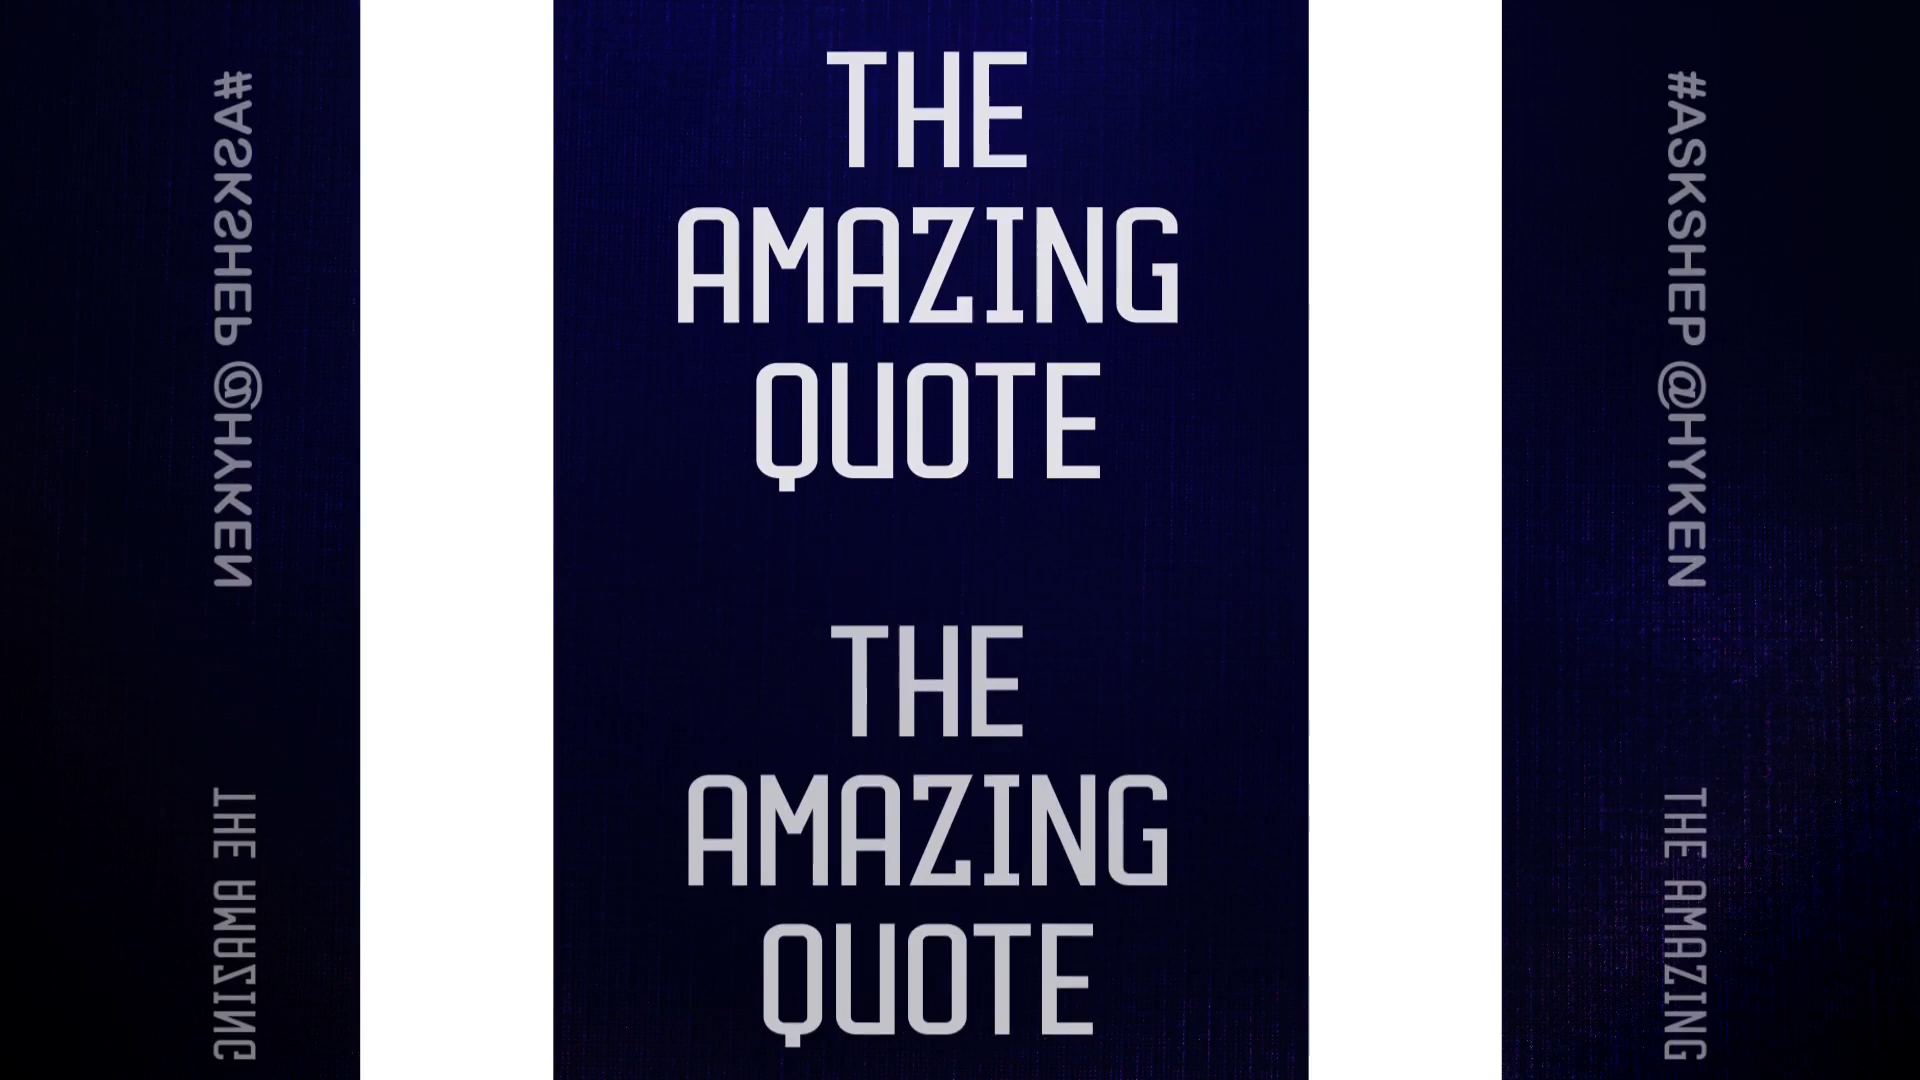 #ASKSHEP @HYKEN
THE AMAZING
THE
AMAZING
QUOTE
THE
AMAZING
QUOTE
#ASKSHEP @HYKEN
THE AMAZING